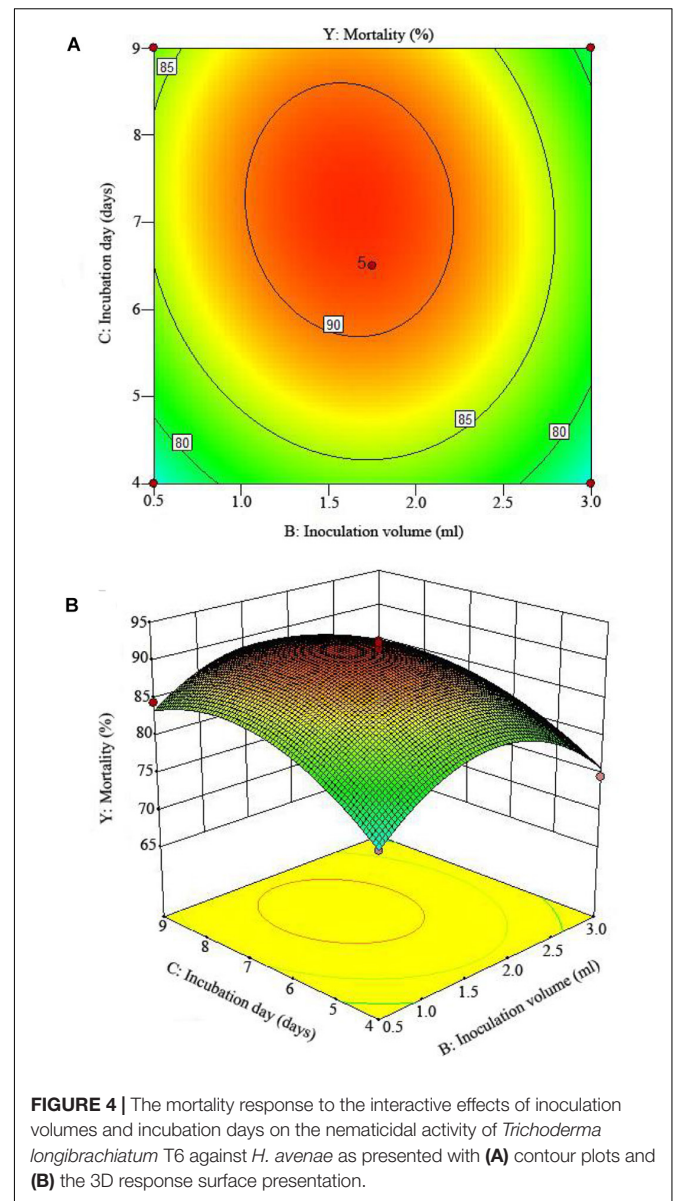 A
Y: Mortality (%)
9
85
8
7
5
6
90
5
85
80
80
4
0.5 1.0 1.5 2.0 2.5 3.0
C: Incubation day (days)
B: Inoculation volume (ml)
B
95
90
85
80
75
70
65
Y: Mortality (%)
9 8 7 6 5 4
C: Incubation day (days)
0.5 1.0 1.5 2.0 2.5 3.0
B: Inoculation volume (ml)
FIGURE 4 | The mortality response to the interactive effects of inoculation
volumes and incubation days on the nematicidal activity of Trichoderma
longibrachiatum T6 against H. avenae as presented with (A) contour plots and
(B) the 3D response surface presentation.